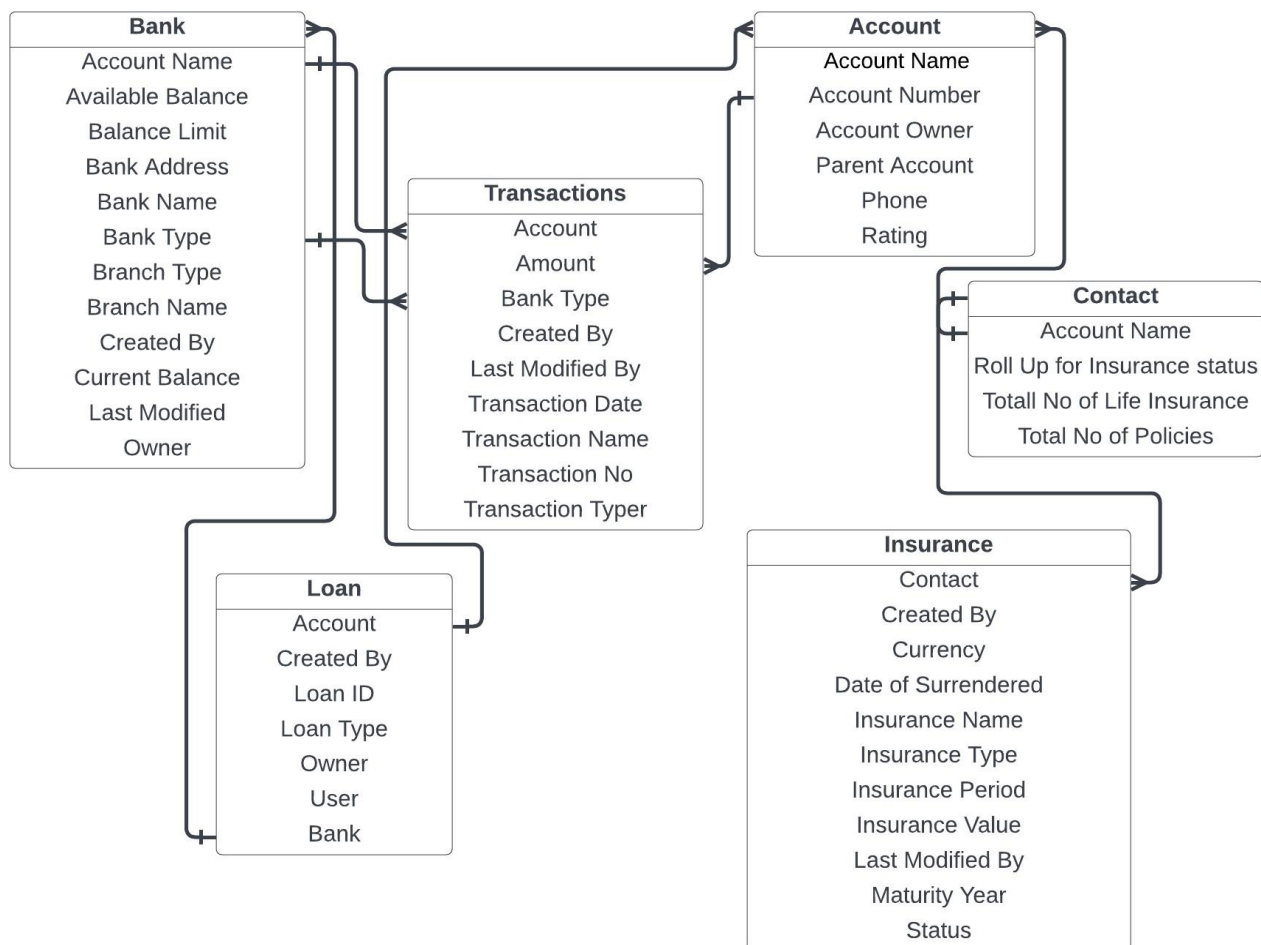 Bank
Account Name
Available Balance
Balance Limit
Bank Address
Bank Name
Bank Type
Branch Type
Branch Name
Created By
Current Balance
Last Modified
Owner
Transactions
Account
Amount
Bank Type
Created By
Last Modified By
Transaction Date
Transaction Name
Transaction No
Transaction Typer
Account
Account Name
Account Number
Account Owner
Parent Account
Phone
Rating
Contact
Account Name
Roll Up for Insurance status
Totall No of Life Insurance
Total No of Policies
Loan
Account
Created By
Loan ID
Loan Type
Owner
User
Bank
Insurance
Contact
Created By
Currency
Date of Surrendered
Insurance Name
Insurance Type
Insurance Period
Insurance Value
Last Modified By
Maturity Year
Status